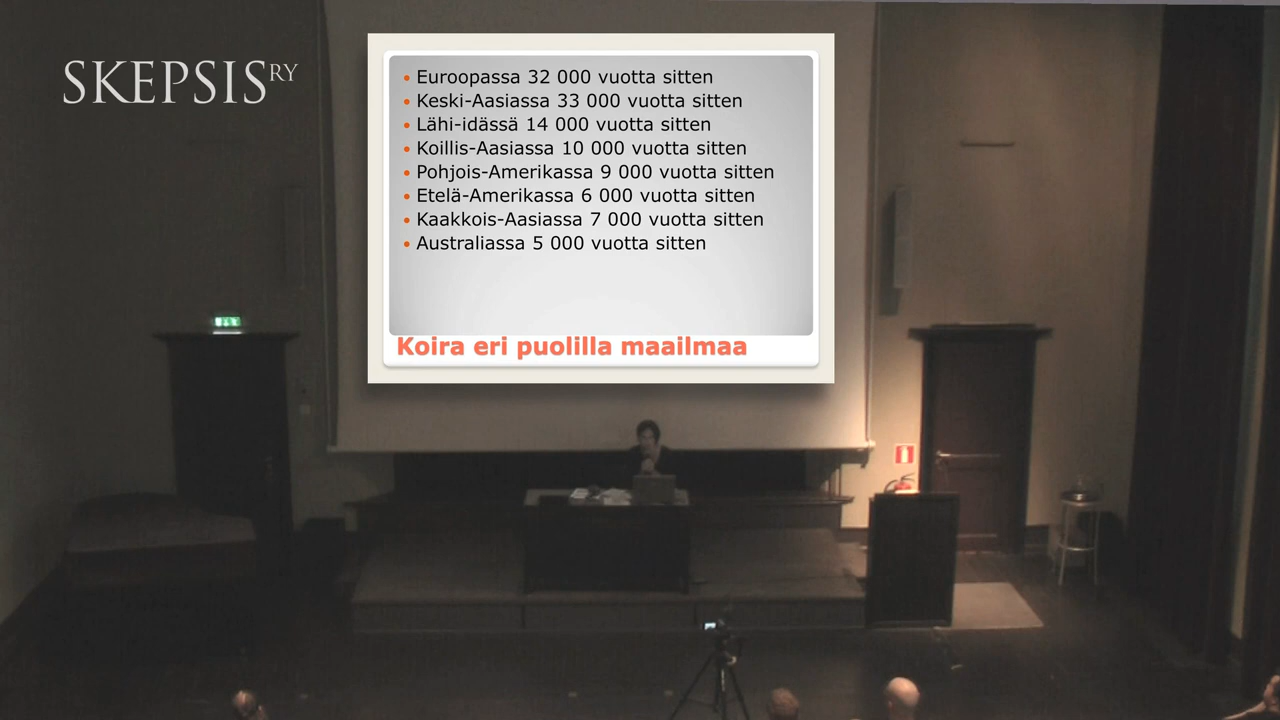 SKEPSIS RY
• Euroopassa 32 000 vuotta sitten
• Keski-Aasiassa 33 000 vuotta sitten
• Lähi-idässä 14 000 vuotta sitten
• Koillis-Aasiassa 10 000 vuotta sitten
• Pohjois-Amerikassa 9 000 vuotta sitten
• Etelä-Amerikassa 6 000 vuotta sitten
• Kaakkois-Aasiassa 7 000 vuotta sitten
• Australiassa 5 000 vuotta sitten
Koira eri puolilla maailmaa